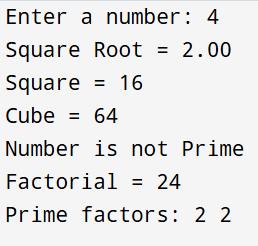 Enter a number: 4
Square Root = 2.00
Square = 16
Cube = 64
Number is not Prime
Factorial = 24
Prime factors: 2 2